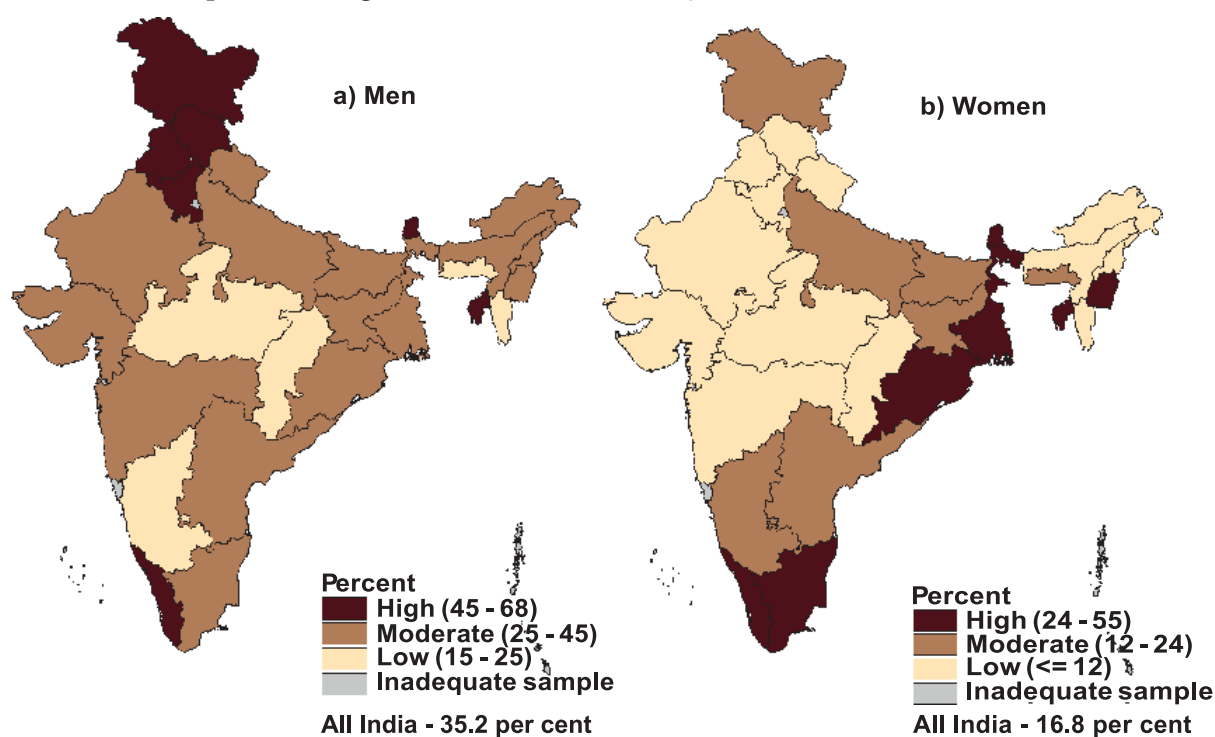 a) Men
b) Women
Percent
High (45 - 68)
Moderate (25 - 45)
Low (15 - 25)
Inadequate sample
All India - 35.2 per cent
Percent
High (24 - 55)
Moderate (12 - 24)
Low (<= 12)
Inadequate sample
All India - 16.8 per cent